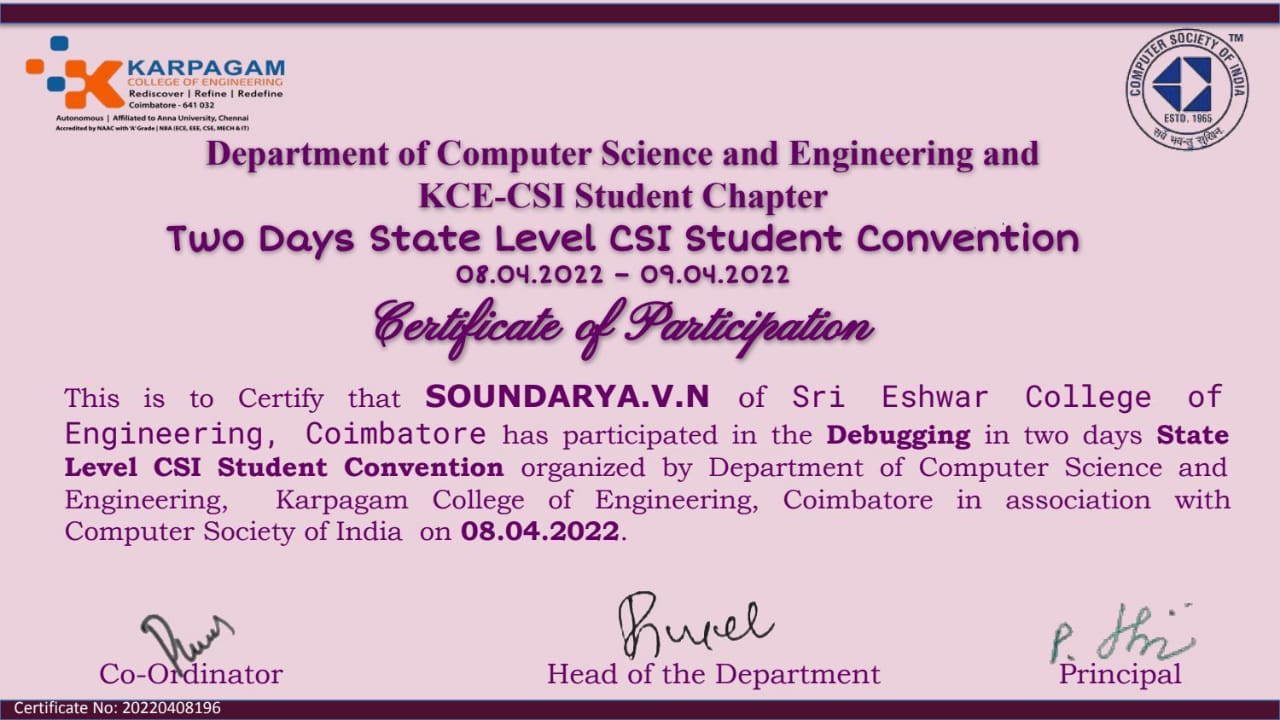 KARPAGAM
COLLEGE OF ENGINEERING
Rediscover | Refine | Redefine
Coimbatore - 641 032
Autonomous | Affiliated to Anna University, Chennai
Accredited by NAAC with 'A' Grade | NBA (ECE, EEE, CSE, MECH & IT)
COMPUTER SOCIETY OF INDIA
TM
ESTD. 1965
सर्वे भवन्तु सुखिनः
Department of Computer Science and Engineering and
KCE-CSI Student Chapter
Two Days State Level CSI Student Convention
08.04.2022 – 09.04.2022
Certificate of Participation
This is to Certify that SOUNDARYA.V.N of Sri Eshwar College of
Engineering, Coimbatore has participated in the Debugging in two days State
Level CSI Student Convention organized by Department of Computer Science and
Engineering, Karpagam College of Engineering, Coimbatore in association with
Computer Society of India on 08.04.2022.
Co-Ordinator
Head of the Department
Principal
Certificate No: 20220408196